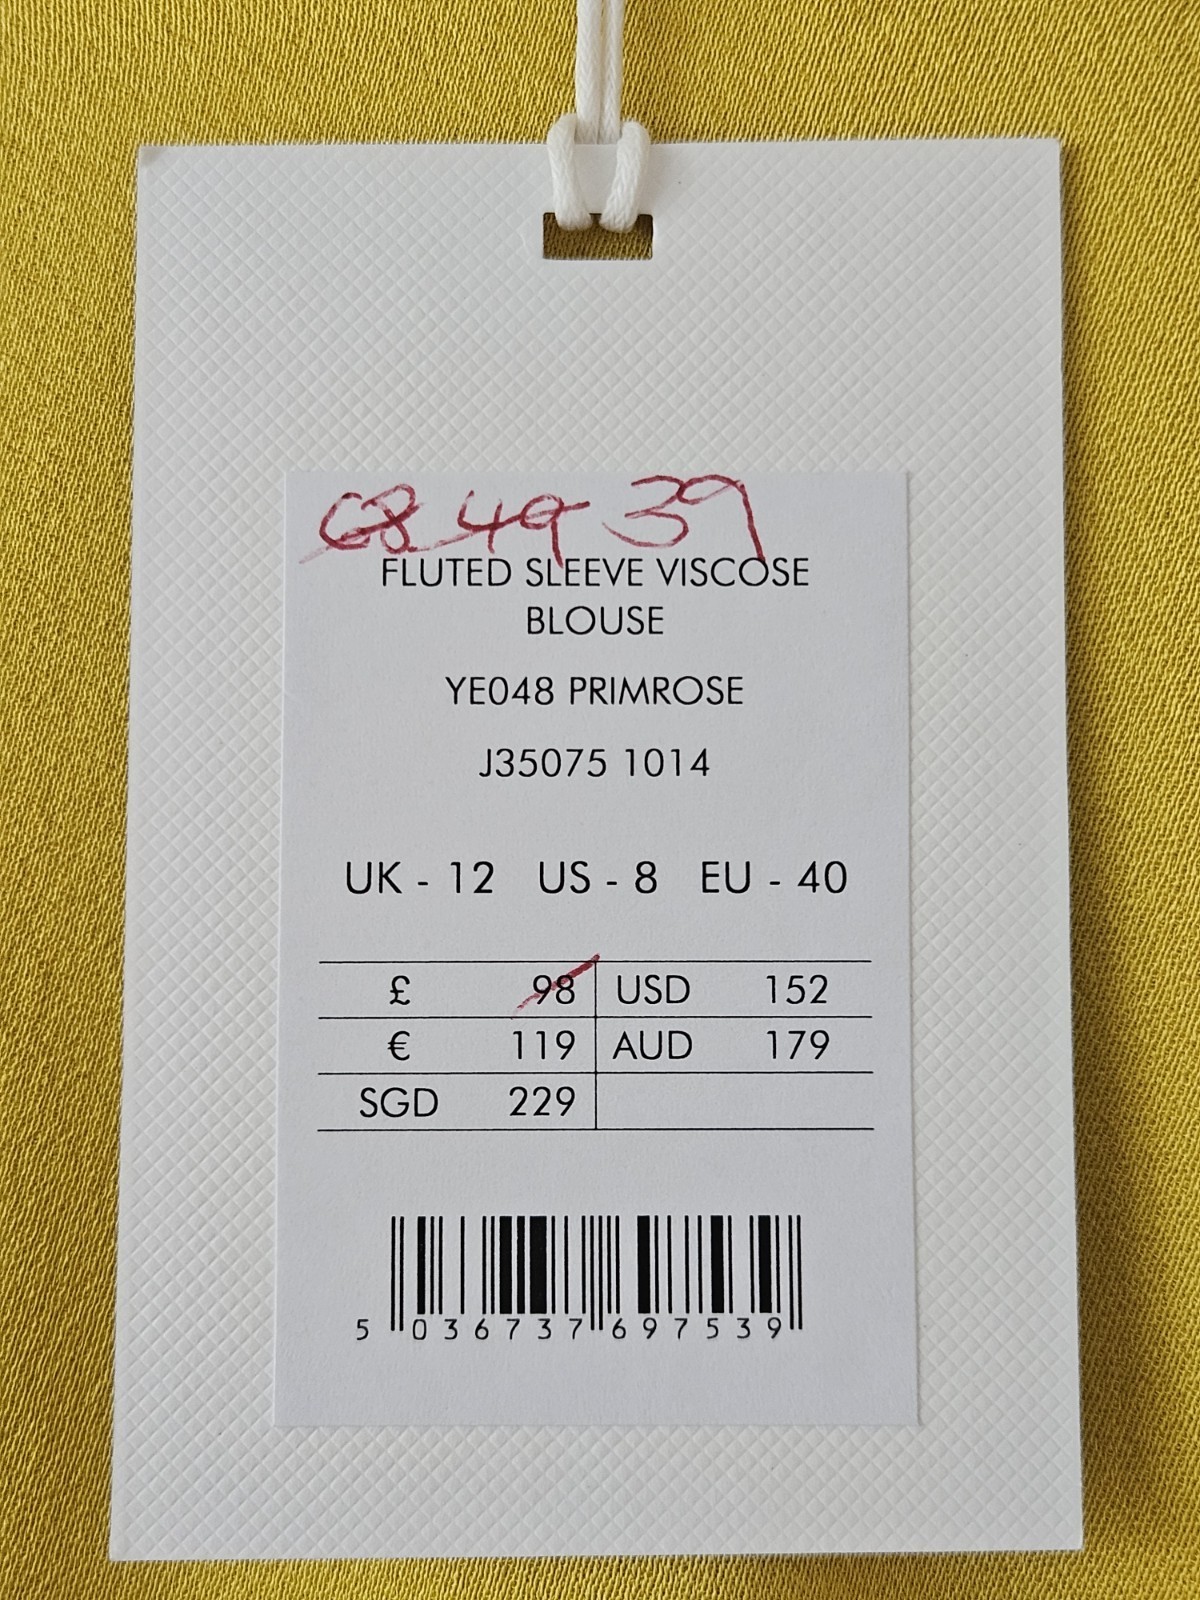 68 49 39
FLUTED SLEEVE VISCOSE
BLOUSE
YE048 PRIMROSE
J35075 1014
UK - 12 US - 8 EU - 40
£ 98 USD 152
€ 119 AUD 179
SGD 229
5 036737 697539